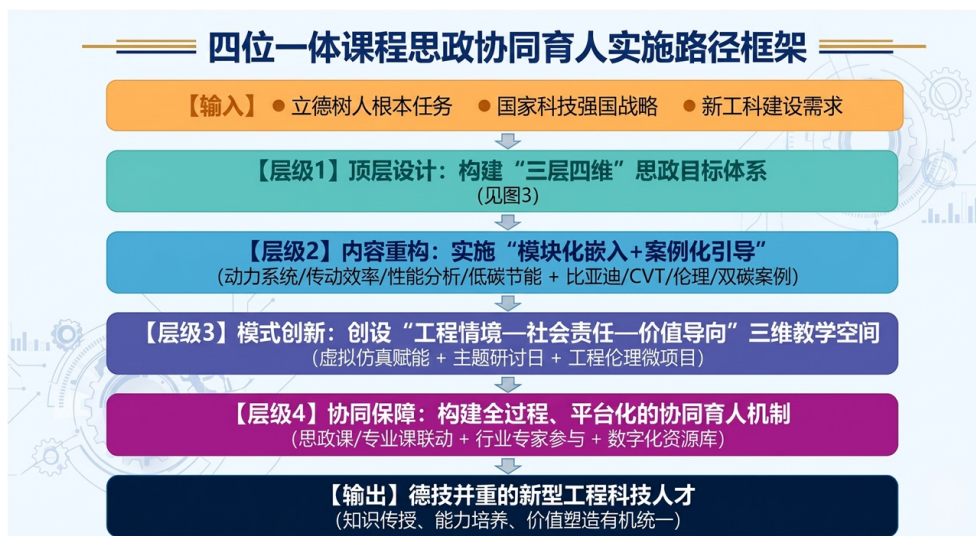 四位一体课程思政协同育人实施路径框架
【输入】 ● 立德树人根本任务 ● 国家科技强国战略 ● 新工科建设需求
【层级1】顶层设计：构建“三层四维”思政目标体系
(见图3)
【层级2】内容重构：实施“模块化嵌入+案例化引导”
(动力系统/传动效率/性能分析/低碳节能 + 比亚迪/CVT/伦理/双碳案例)
【层级3】模式创新：创设“工程情境—社会责任—价值导向”三维教学空间
(虚拟仿真赋能 + 主题研讨日 + 工程伦理微项目)
【层级4】协同保障：构建全过程、平台化的协同育人机制
(思政课/专业课联动 + 行业专家参与 + 数字化资源库)
【输出】德技并重的新型工程科技人才
(知识传授、能力培养、价值塑造有机统一)